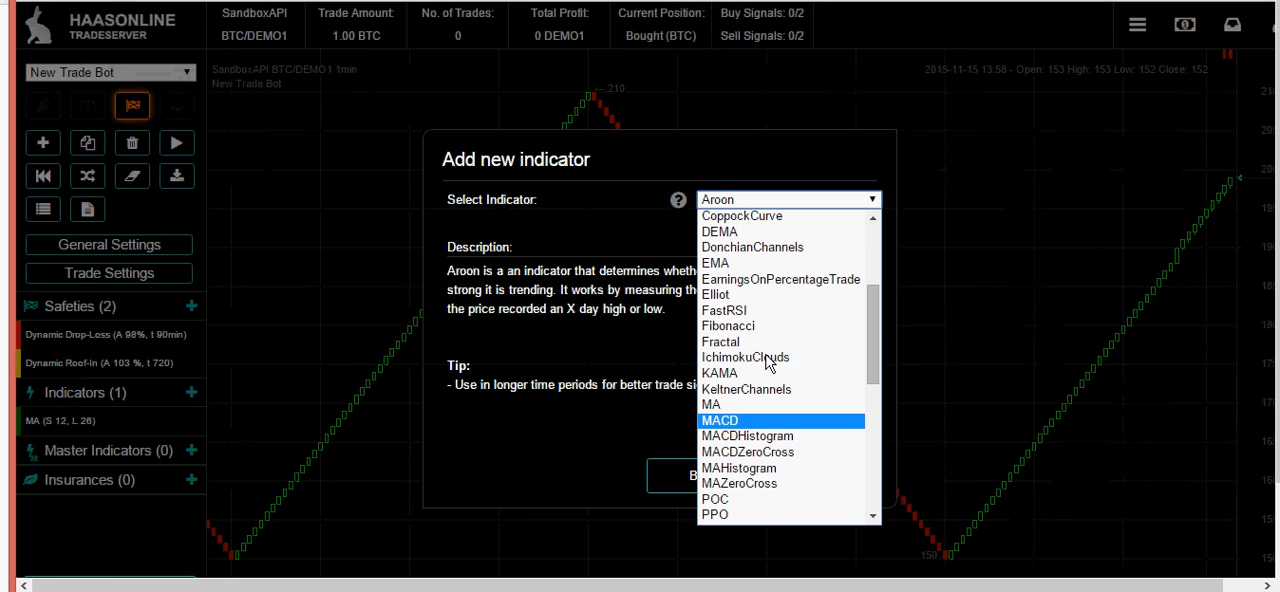 HAASONLINE
TRADESERVER
SandboxAPI
BTC/DEMO1
Trade Amount:
1.00 BTC
No. of Trades:
0
Total Profit:
0 DEMO1
Current Position:
Bought (BTC)
Buy Signals: 0/2
Sell Signals: 0/2
New Trade Bot
SandboxAPI BTC/DEMO1 1min
New Trade Bot
2015-11-15 13:58 - Open: 153 High: 153 Low: 152 Close: 152
210
150
General Settings
Trade Settings
Safeties (2)
Dynamic Drop-Loss (A 98%, t 90min)
Dynamic Roof-In (A 103 %, t 720)
Indicators (1)
MA (S 12, L 26)
Master Indicators (0)
Insurances (0)
Add new indicator
Select Indicator:
Aroon
Description:
Aroon is a an indicator that determines wheth
strong it is trending. It works by measuring th
the price recorded an X day high or low.
Tip:
- Use in longer time periods for better trade si
B
CoppockCurve
DEMA
DonchianChannels
EMA
EarningsOnPercentageTrade
Elliot
FastRSI
Fibonacci
Fractal
IchimokuClouds
KAMA
KeltnerChannels
MA
MACD
MACDHistogram
MACDZeroCross
MAHistogram
MAZeroCross
POC
PPO